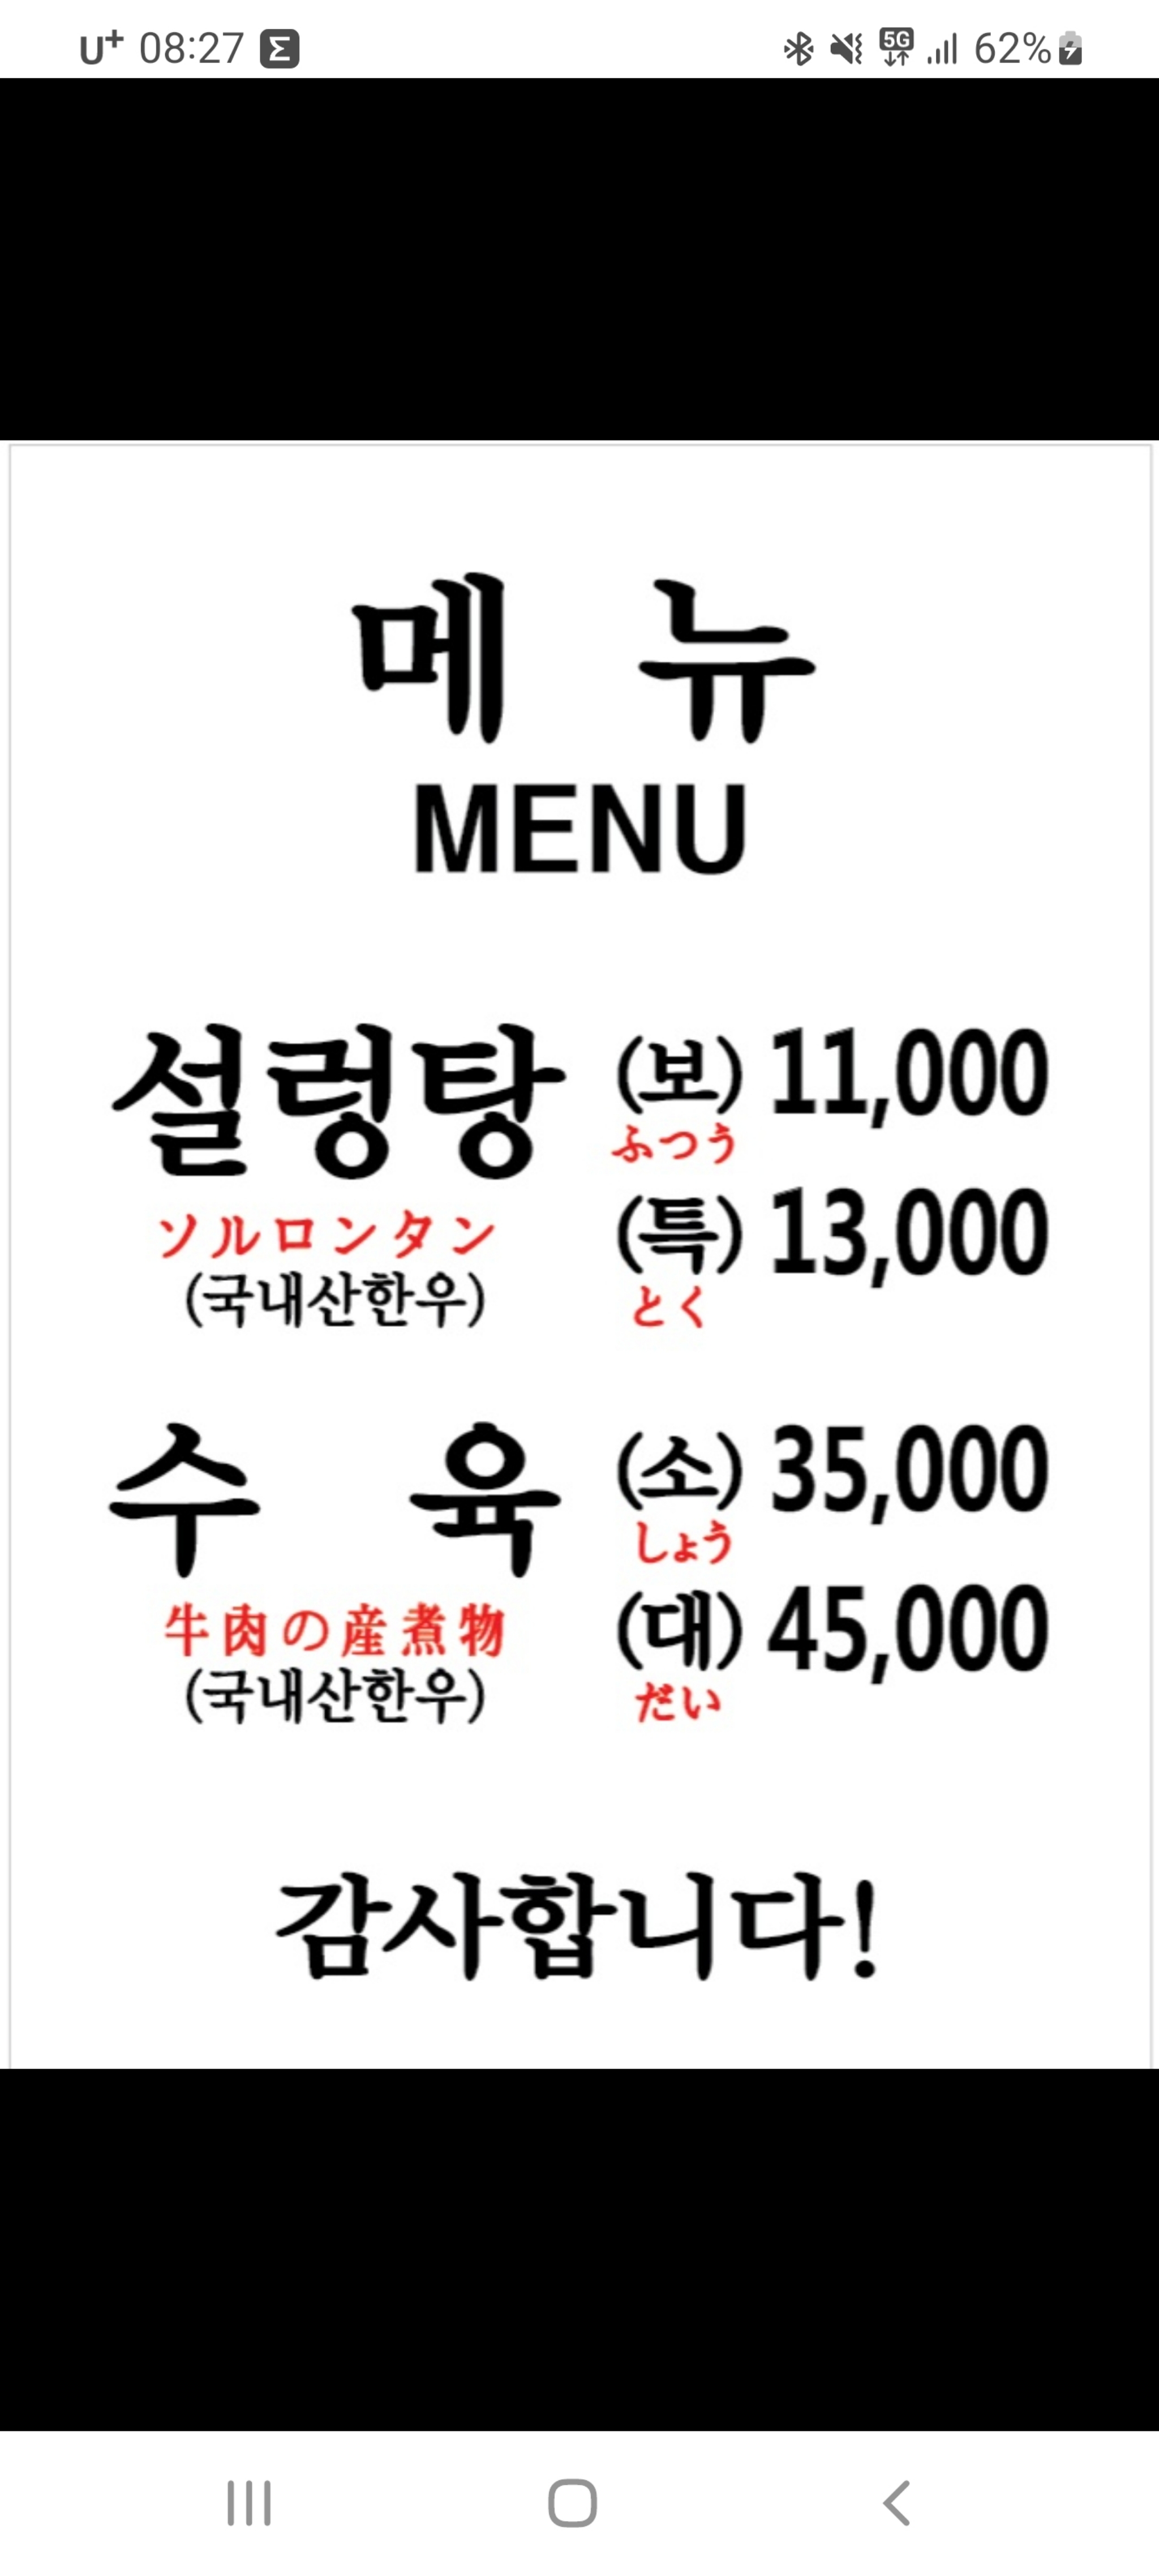 U+ 08:27 Σ 5G 62%
메 뉴
MENU
설렁탕 (보) 11,000
ふつう
ソルロンタン (특) 13,000
(국내산한우) とく
수 육 (소) 35,000
しょう
牛肉の産煮物 (대) 45,000
(국내산한우) だい
감사합니다!